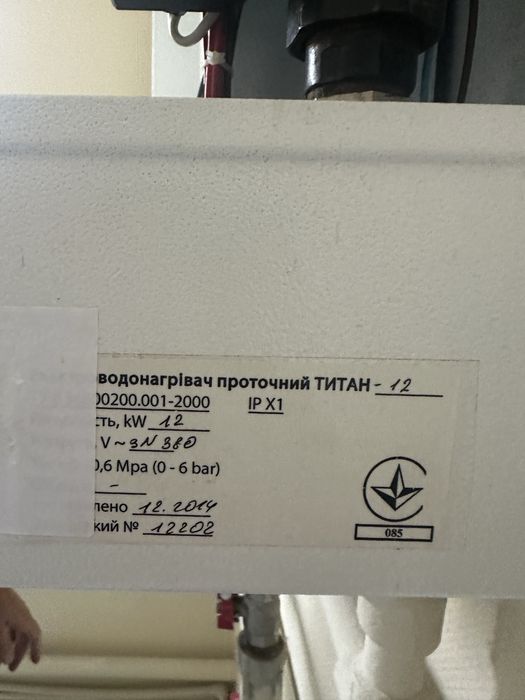 водонагрівач проточний ТИТАН - 12
00200.001-2000 IP X1
сть, kW 12
V ~ 3N 380
0,6 Mpa (0 - 6 bar)
-
лено 12.2014
кий № 12202
085